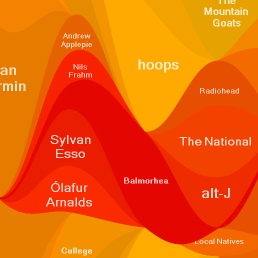 The
Mountain
Goats
Andrew
Applepie
an
rmin
Nils
Frahm
hoops
Radiohead
Sylvan
Esso
The National
Balmorhea
Ólafur
Arnalds
alt-J
Local Natives
College